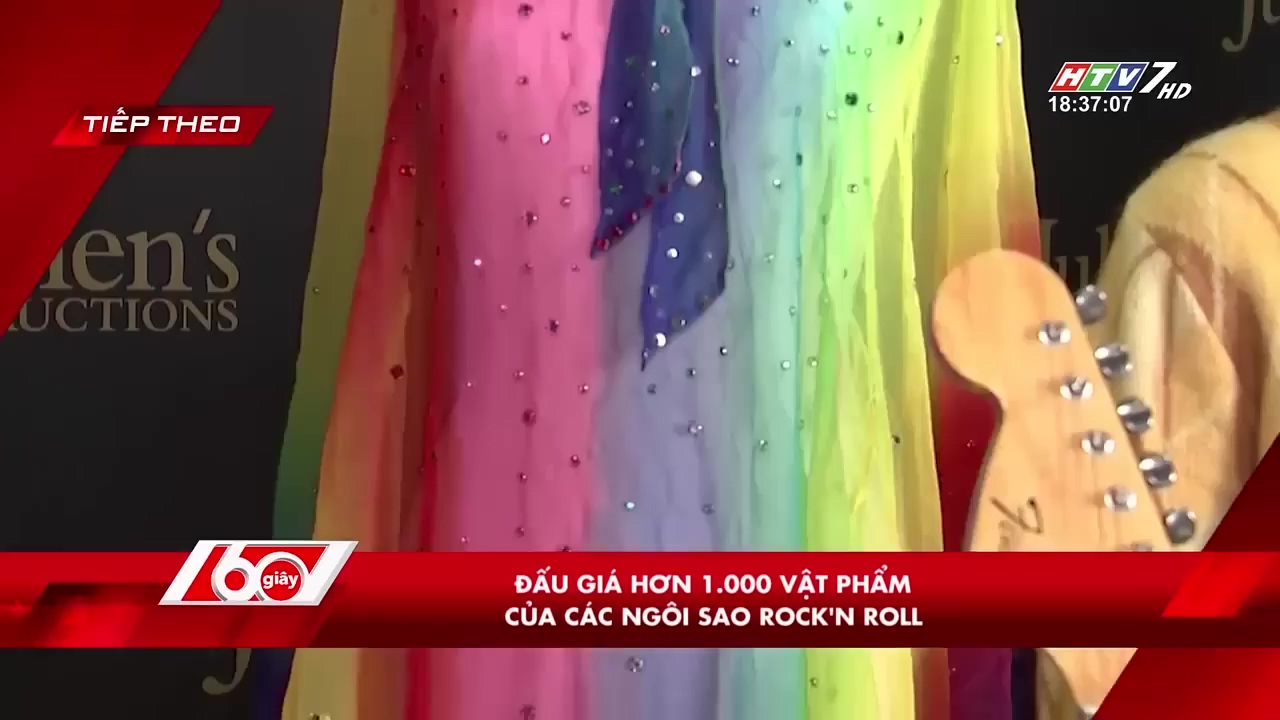 HTV7 HD
18:37:07
TIẾP THEO
60 giây
ĐẤU GIÁ HƠN 1.000 VẬT PHẨM
CỦA CÁC NGÔI SAO ROCK'N ROLL